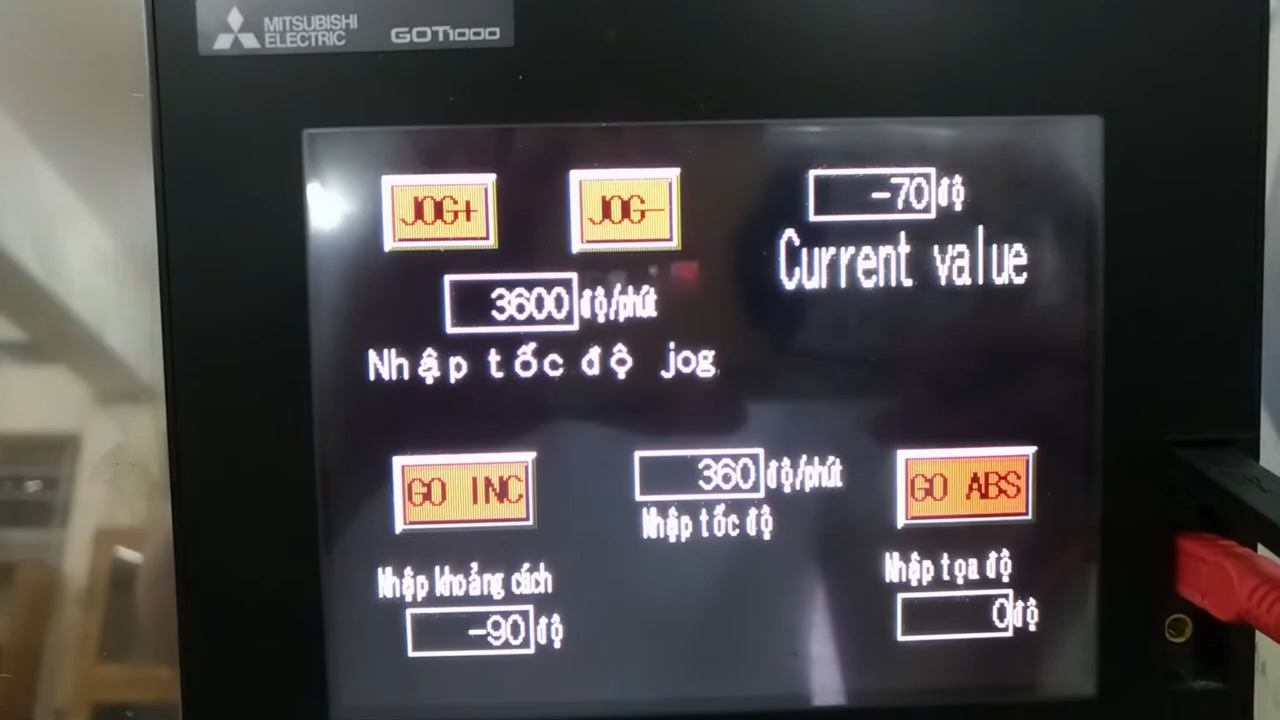 MITSUBISHI
ELECTRIC
GOT1000
JOG+
JOG-
-70 độ
Current value
3600 độ/phút
Nhập tốc độ jog
GO INC
360 độ/phút
GO ABS
Nhập tốc độ
Nhập khoảng cách
Nhập tọa độ
-90 độ
0 độ